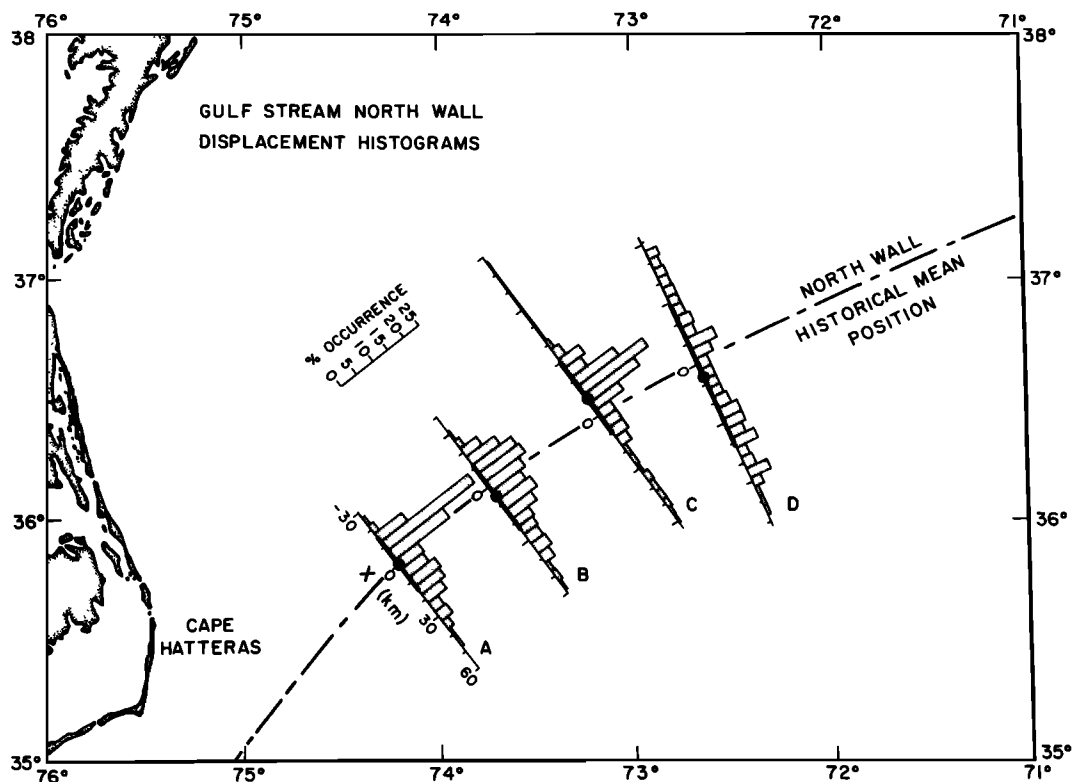 76° 75° 74° 73° 72° 71°
38 38°
GULF STREAM NORTH WALL
DISPLACEMENT HISTOGRAMS
37° 37°
NORTH WALL
HISTORICAL MEAN
POSITION
% OCCURRENCE
0 5 10 15 20 25
C D
36° 36°
-30
B
X
(km)
30
A
60
CAPE
HATTERAS
35° 35°
76° 75° 74° 73° 72° 71°